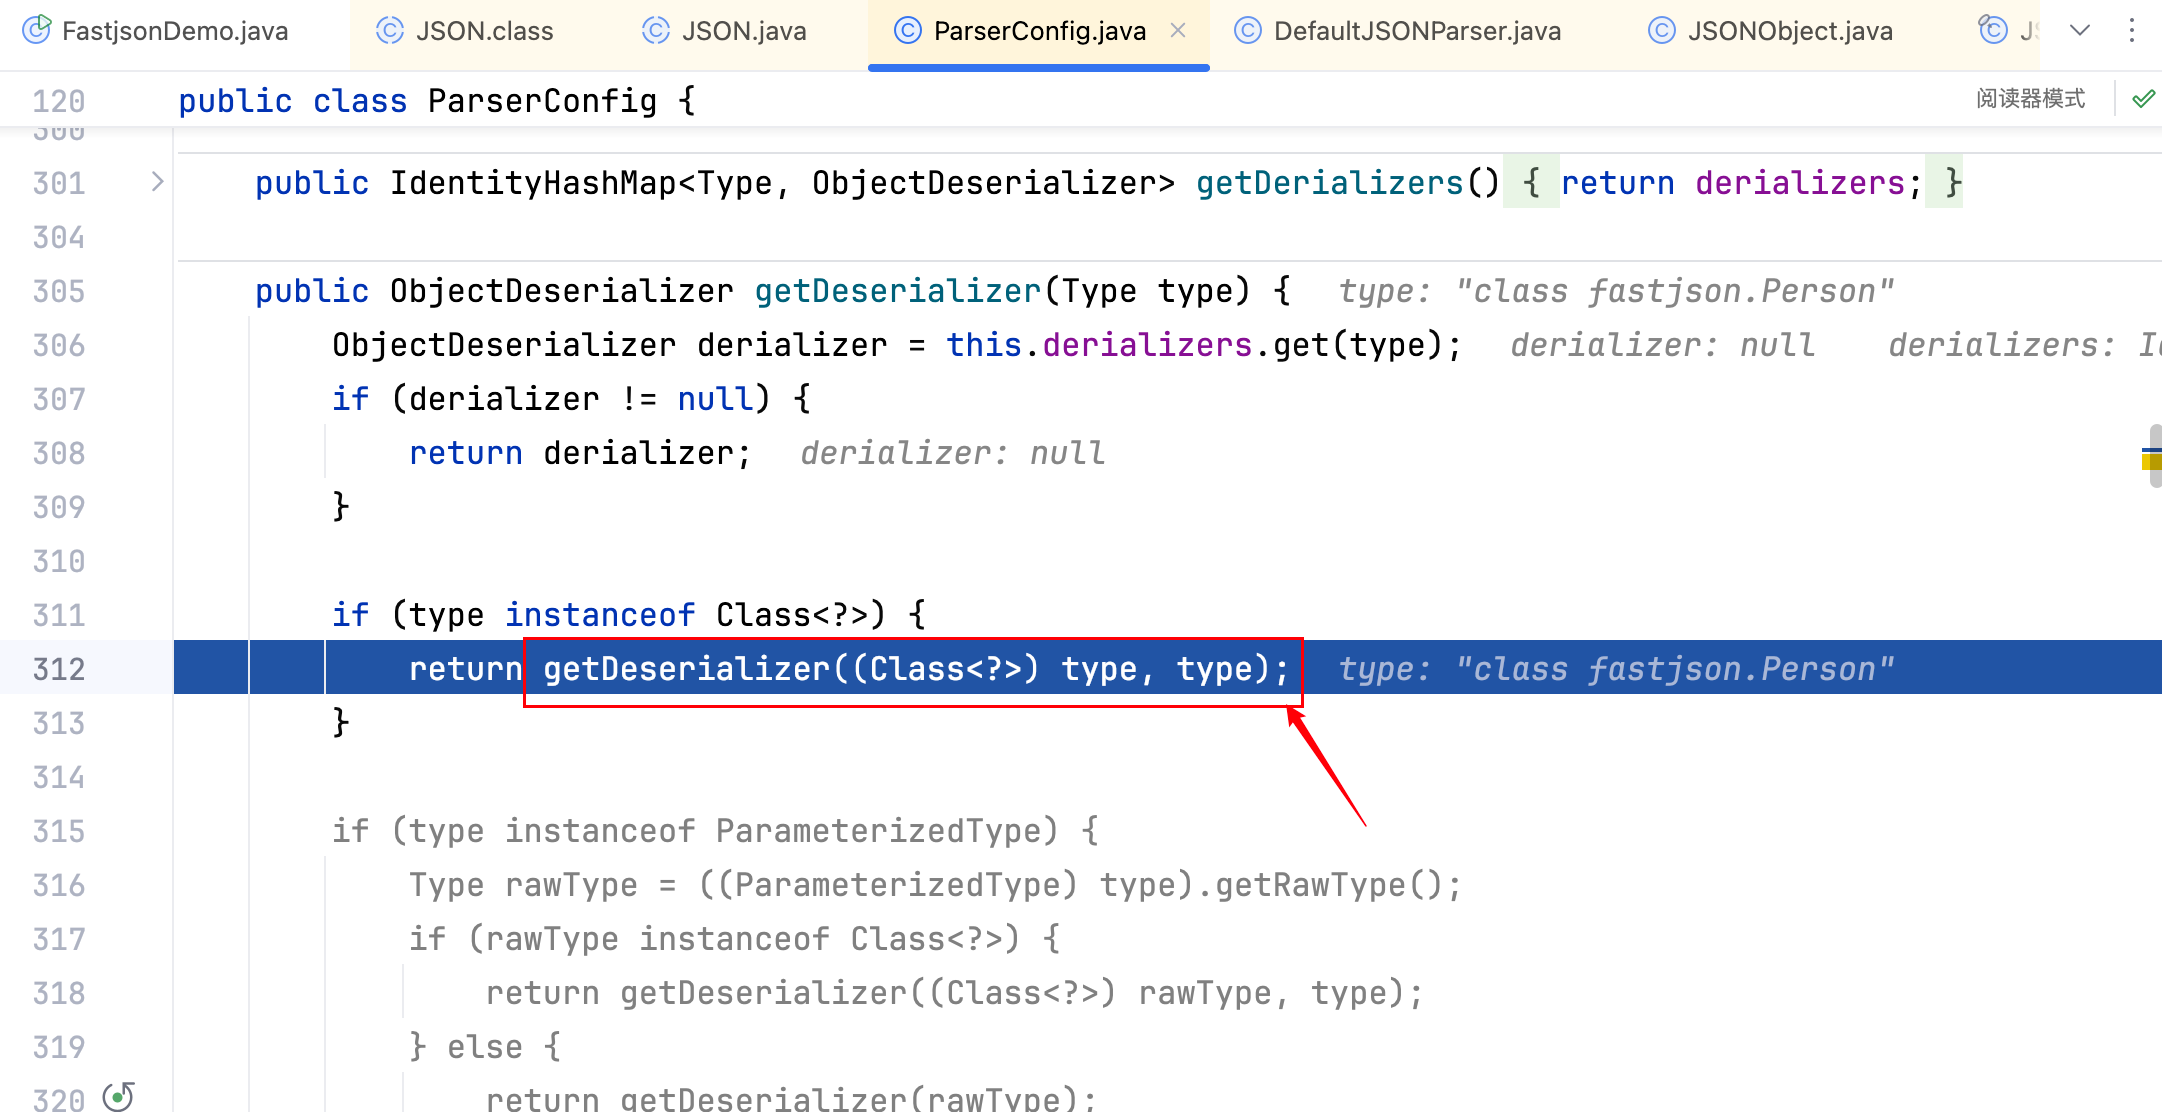 FastjsonDemo.java JSON.class JSON.java ParserConfig.java DefaultJSONParser.java JSONObject.java
120 public class ParserConfig { 阅读器模式
300
301 public IdentityHashMap<Type, ObjectDeserializer> getDerializers() { return derializers; }
304
305 public ObjectDeserializer getDeserializer(Type type) { type: "class fastjson.Person"
306 ObjectDeserializer derializer = this.derializers.get(type); derializer: null derializers:
307 if (derializer != null) {
308 return derializer; derializer: null
309 }
310
311 if (type instanceof Class<?>) {
312 return getDeserializer((Class<?>) type, type); type: "class fastjson.Person"
313 }
314
315 if (type instanceof ParameterizedType) {
316 Type rawType = ((ParameterizedType) type).getRawType();
317 if (rawType instanceof Class<?>) {
318 return getDeserializer((Class<?>) rawType, type);
319 } else {
320 return getDeserializer(rawType);